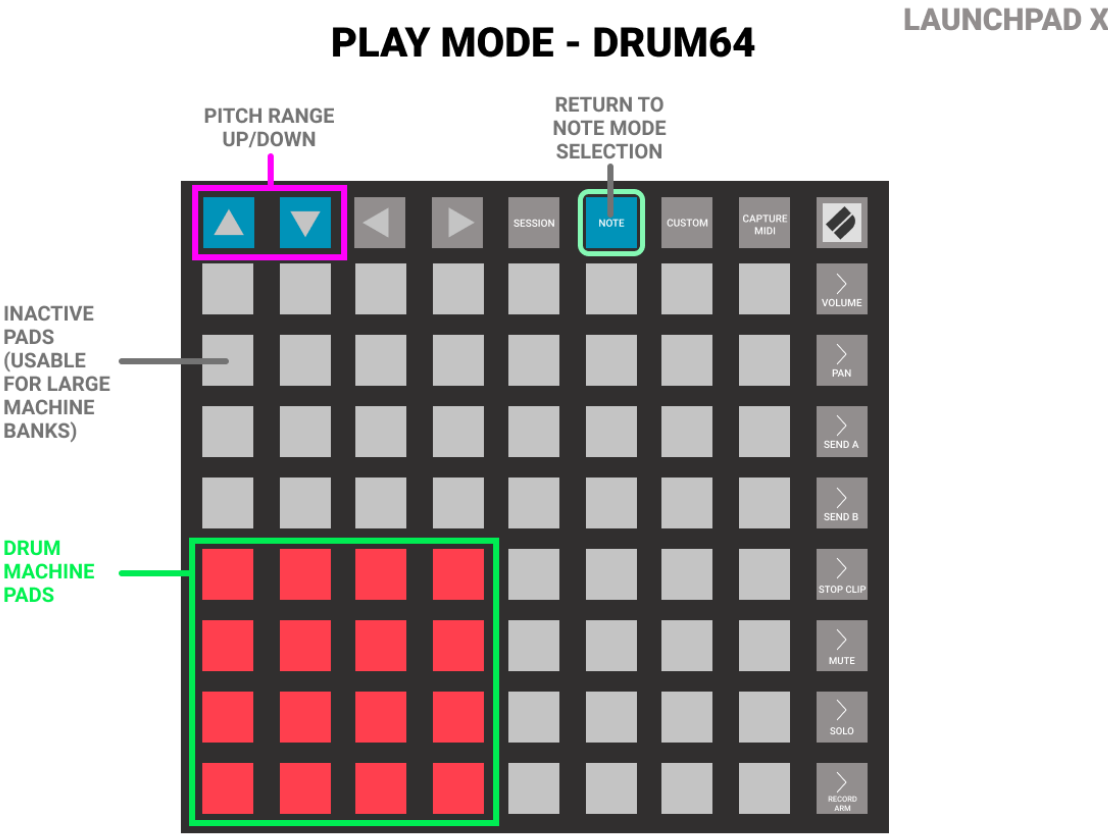 LAUNCHPAD X
PLAY MODE - DRUM64
PITCH RANGE
UP/DOWN
RETURN TO
NOTE MODE
SELECTION
SESSION
NOTE
CUSTOM
CAPTURE
MIDI
VOLUME
INACTIVE
PADS
(USABLE
FOR LARGE
MACHINE
BANKS)
PAN
SEND A
SEND B
DRUM
MACHINE
PADS
STOP CLIP
MUTE
SOLO
RECORD
ARM